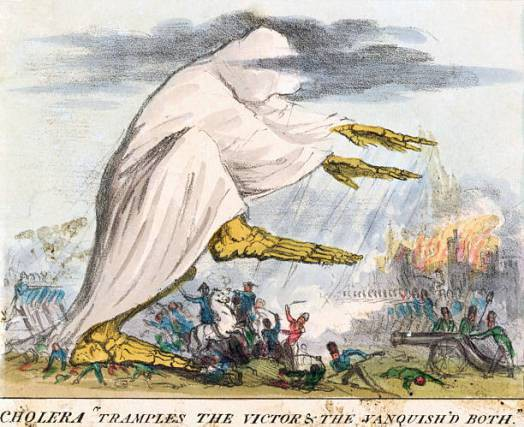 CHOLERA "TRAMPLES THE VICTOR & THE VANQUISH'D BOTH."